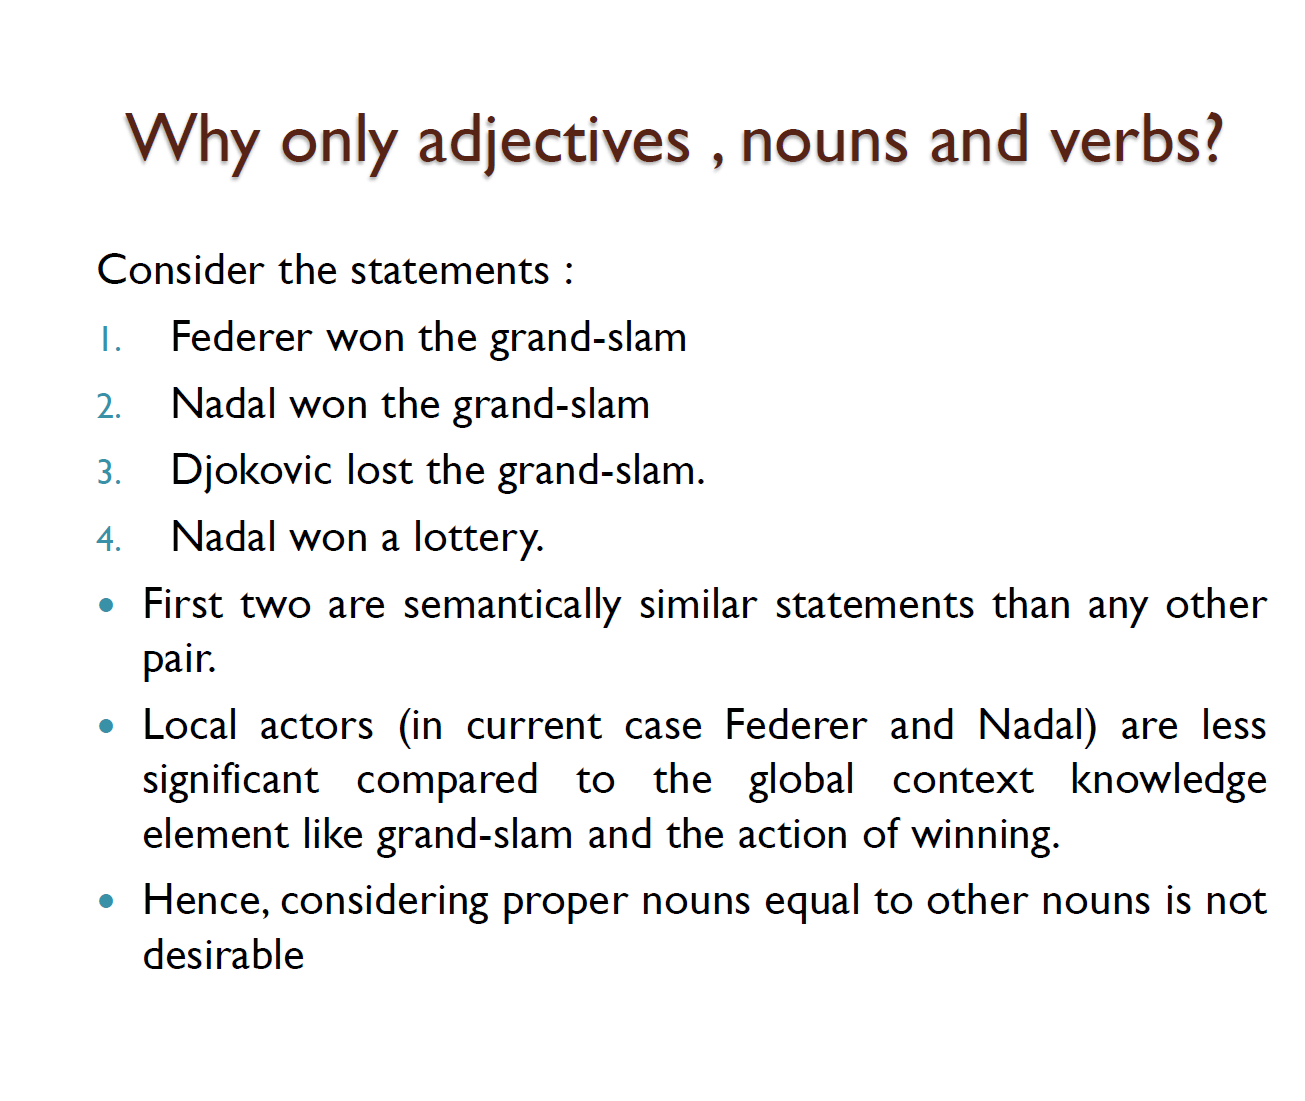 Why only adjectives , nouns and verbs?
Consider the statements :
1. Federer won the grand-slam
2. Nadal won the grand-slam
3. Djokovic lost the grand-slam.
4. Nadal won a lottery.
• First two are semantically similar statements than any other
pair.
• Local actors (in current case Federer and Nadal) are less
significant compared to the global context knowledge
element like grand-slam and the action of winning.
• Hence, considering proper nouns equal to other nouns is not
desirable